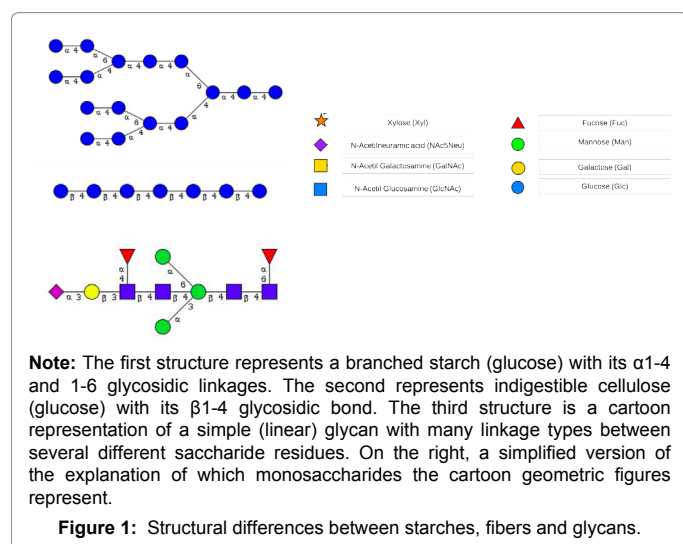 α 4 α 6
α 4 α 4 α
α 4 α 4
6
α 4 α 4
α 4
α 4 α 6
α 4 α
α 4 α 4
β 4 β 4 β 4 β 4 β 4 β 4
α 4
α 6
α 6
α 3 β 3 β 4 β 4 β 4 β 4
α 3
Xylose (Xyl)
N-Acetilneuramic acid (NAc5Neu)
N-Acetil Galactosamine (GalNAc)
N-Acetil Glucosamine (GlcNAc)
Fucose (Fuc)
Mannose (Man)
Galactose (Gal)
Glucose (Glc)
Note: The first structure represents a branched starch (glucose) with its α1-4
and 1-6 glycosidic linkages. The second represents indigestible cellulose
(glucose) with its β1-4 glycosidic bond. The third structure is a cartoon
representation of a simple (linear) glycan with many linkage types between
several different saccharide residues. On the right, a simplified version of
the explanation of which monosaccharides the cartoon geometric figures
represent.
Figure 1: Structural differences between starches, fibers and glycans.